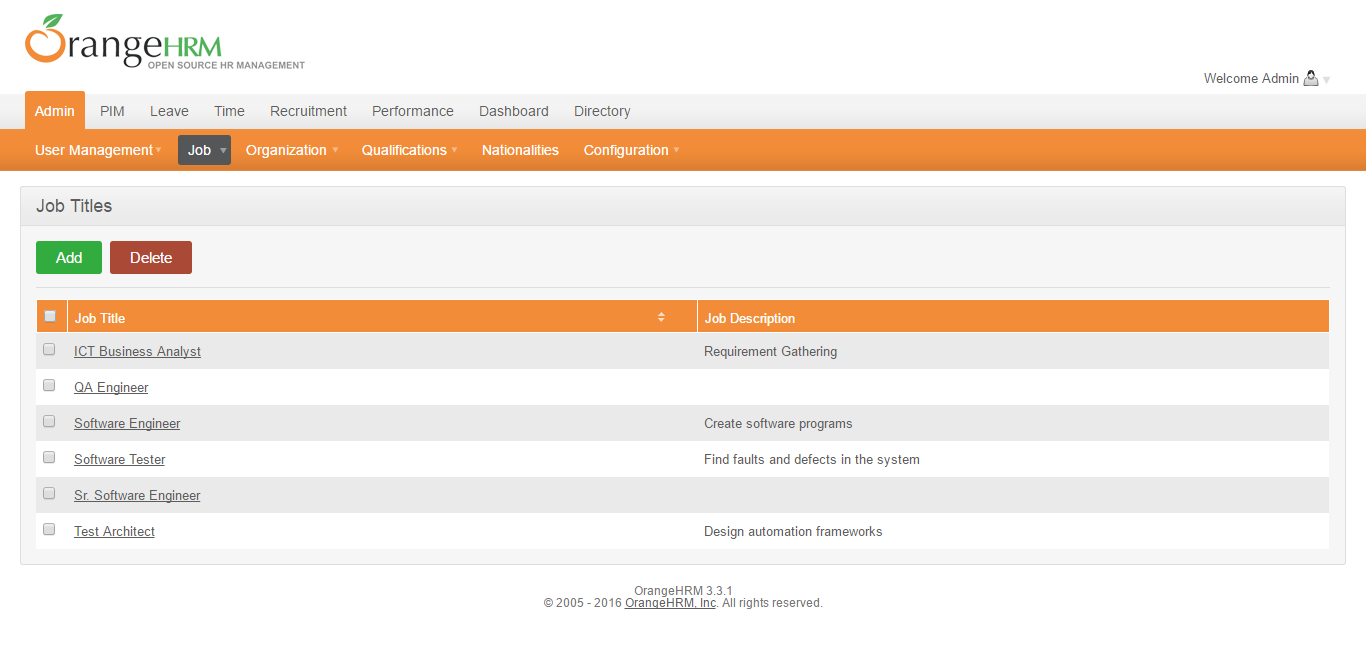 OrangeHRM
OPEN SOURCE HR MANAGEMENT
Welcome Admin
Admin PIM Leave Time Recruitment Performance Dashboard Directory
User Management Job Organization Qualifications Nationalities Configuration
Job Titles
Add Delete
Job Title Job Description
ICT Business Analyst Requirement Gathering
QA Engineer
Software Engineer Create software programs
Software Tester Find faults and defects in the system
Sr. Software Engineer
Test Architect Design automation frameworks
OrangeHRM 3.3.1
© 2005 - 2016 OrangeHRM, Inc. All rights reserved.